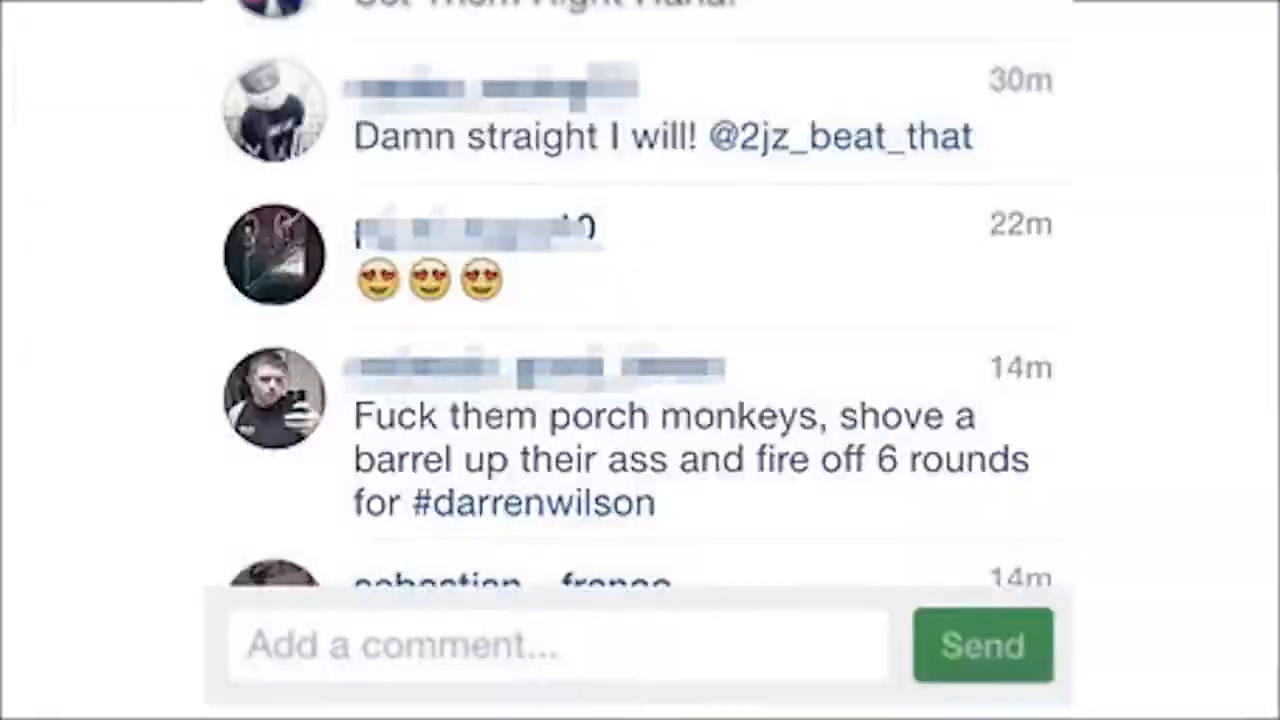 30m
Damn straight I will! @2jz_beat_that
22m
14m
Fuck them porch monkeys, shove a
barrel up their ass and fire off 6 rounds
for #darrenwilson
14m
Add a comment...
Send